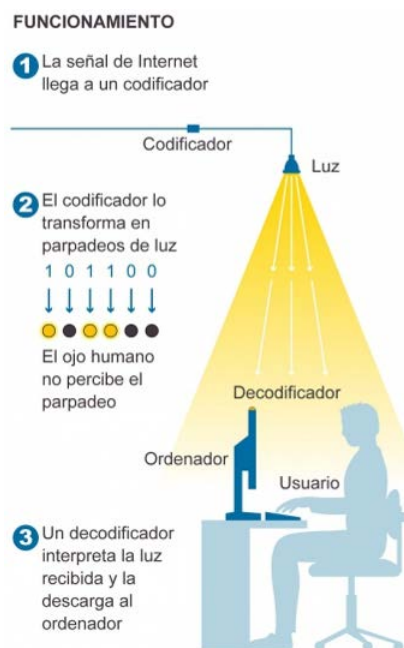 FUNCIONAMIENTO
1 La señal de Internet
llega a un codificador
Codificador
Luz
2 El codificador lo
transforma en
parpadeos de luz
1 0 1 1 0 0
El ojo humano
no percibe el
parpadeo
Decodificador
Ordenador
Usuario
3 Un decodificador
interpreta la luz
recibida y la
descarga al
ordenador